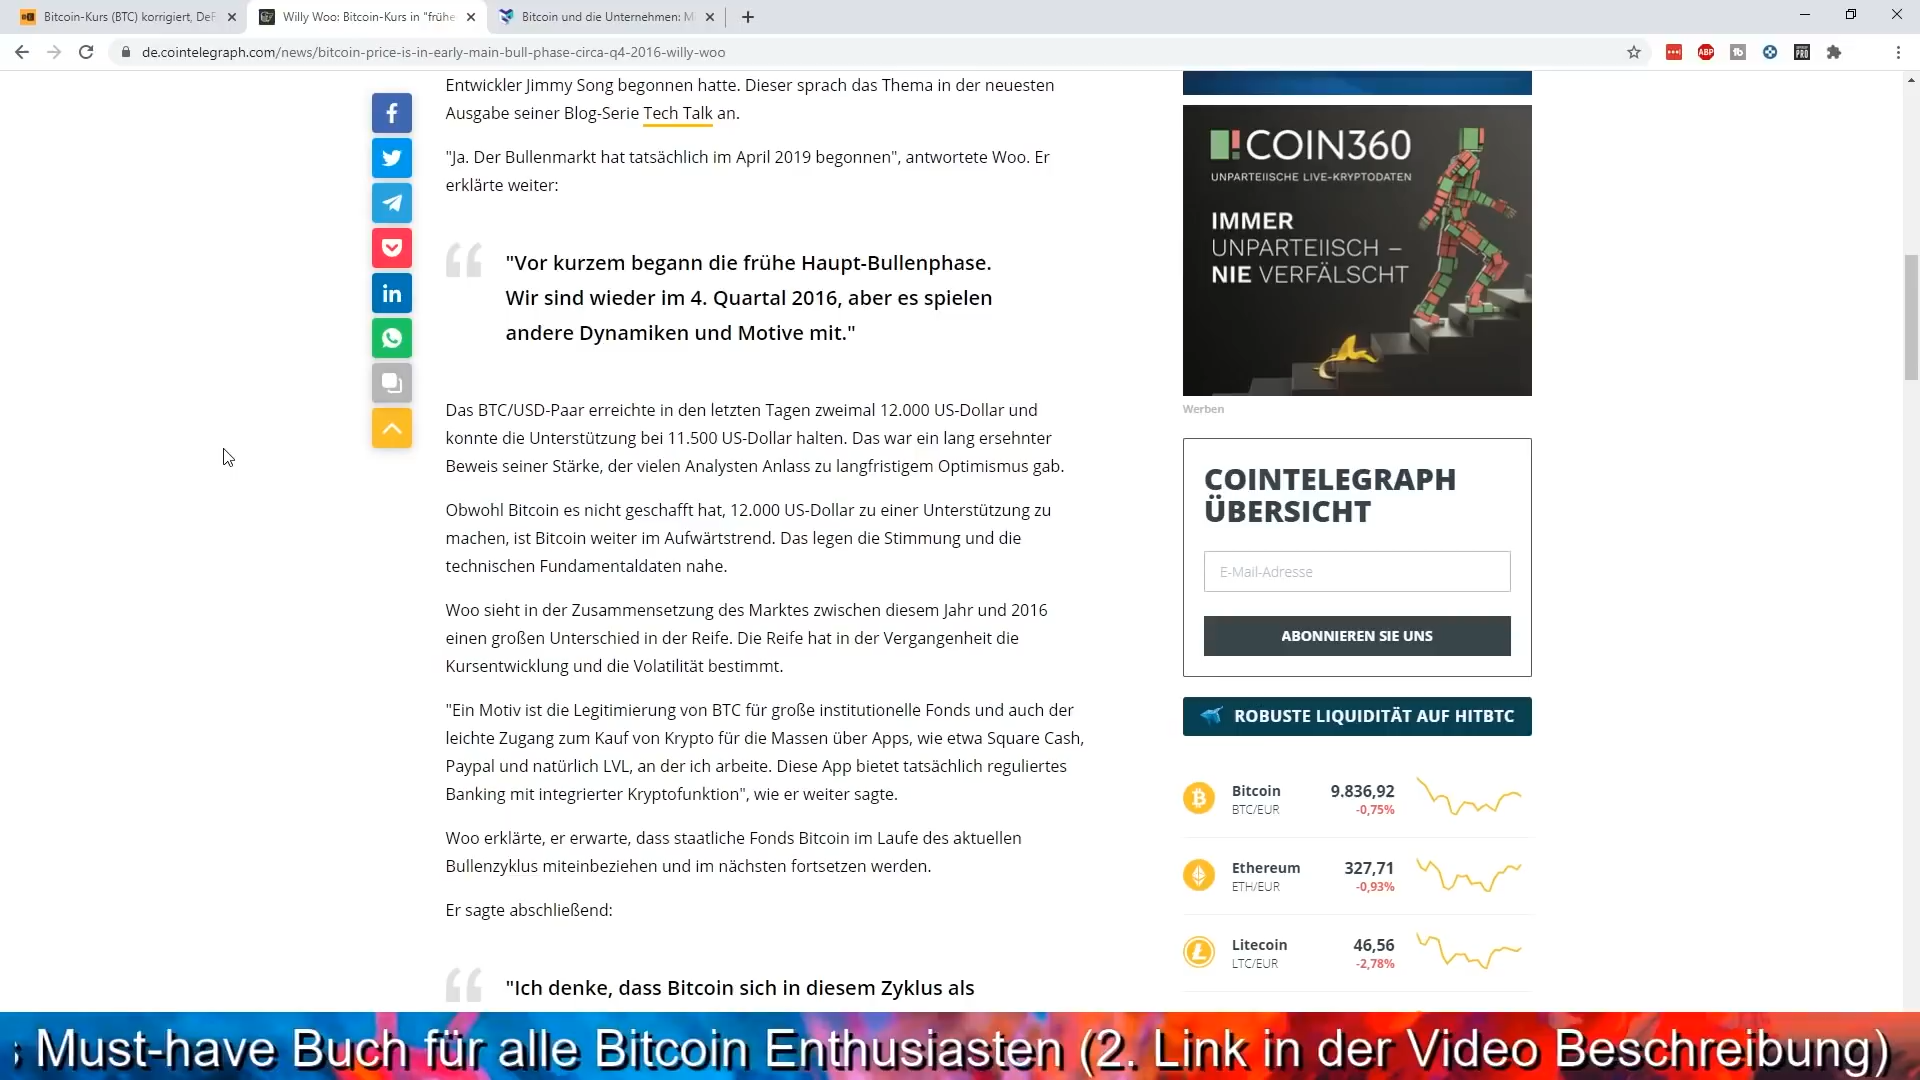 Bitcoin-Kurs (BTC) korrigiert, DeF
Willy Woo: Bitcoin-Kurs in "frühe
Bitcoin und die Unternehmen: M
de.cointelegraph.com/news/bitcoin-price-is-in-early-main-bull-phase-circa-q4-2016-willy-woo
ABP
PRO
Entwickler Jimmy Song begonnen hatte. Dieser sprach das Thema in der neuesten
Ausgabe seiner Blog-Serie Tech Talk an.
"Ja. Der Bullenmarkt hat tatsächlich im April 2019 begonnen", antwortete Woo. Er
erklärte weiter:
"Vor kurzem begann die frühe Haupt-Bullenphase.
Wir sind wieder im 4. Quartal 2016, aber es spielen
andere Dynamiken und Motive mit."
Das BTC/USD-Paar erreichte in den letzten Tagen zweimal 12.000 US-Dollar und
konnte die Unterstützung bei 11.500 US-Dollar halten. Das war ein lang ersehnter
Beweis seiner Stärke, der vielen Analysten Anlass zu langfristigem Optimismus gab.
Obwohl Bitcoin es nicht geschafft hat, 12.000 US-Dollar zu einer Unterstützung zu
machen, ist Bitcoin weiter im Aufwärtstrend. Das legen die Stimmung und die
technischen Fundamentaldaten nahe.
Woo sieht in der Zusammensetzung des Marktes zwischen diesem Jahr und 2016
einen großen Unterschied in der Reife. Die Reife hat in der Vergangenheit die
Kursentwicklung und die Volatilität bestimmt.
"Ein Motiv ist die Legitimierung von BTC für große institutionelle Fonds und auch der
leichte Zugang zum Kauf von Krypto für die Massen über Apps, wie etwa Square Cash,
Paypal und natürlich LVL, an der ich arbeite. Diese App bietet tatsächlich reguliertes
Banking mit integrierter Kryptofunktion", wie er weiter sagte.
Woo erklärte, er erwarte, dass staatliche Fonds Bitcoin im Laufe des aktuellen
Bullenzyklus miteinbeziehen und im nächsten fortsetzen werden.
Er sagte abschließend:
"Ich denke, dass Bitcoin sich in diesem Zyklus als
COIN360
UNPARTEIISCHE LIVE-KRYPTODATEN
IMMER
UNPARTEIISCH –
NIE VERFÄLSCHT
Werben
COINTELEGRAPH
ÜBERSICHT
E-Mail-Adresse
ABONNIEREN SIE UNS
ROBUSTE LIQUIDITÄT AUF HITBTC
Bitcoin 9.836,92
BTC/EUR -0,75%
Ethereum 327,71
ETH/EUR -0,93%
Litecoin 46,56
LTC/EUR -2,78%
Must-have Buch für alle Bitcoin Enthusiasten (2. Link in der Video Beschreibung)